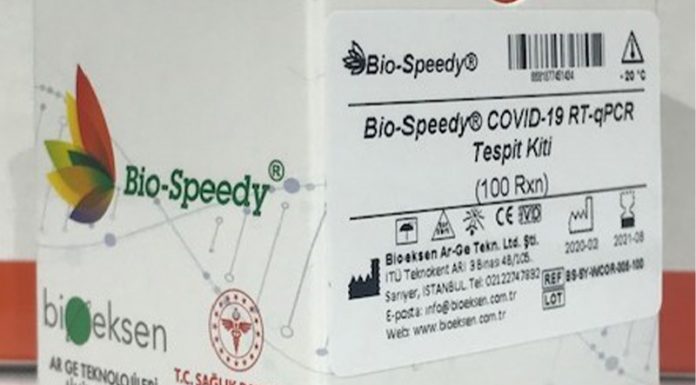 Bio-Speedy®
bioeksen
AR GE TEKNOLOJİLERİ
T.C. SAĞLIK
Bio-Speedy®
-20 °C
Bio-Speedy® COVID-19 RT-qPCR
Tespit Kiti
(100 Rxn)
CE IVD
2020-03
2021-08
Bioeksen Ar-Ge Tekn. Ltd. Şti.
İTÜ Teknokent ARI 3 Binası 4B/105,
Sarıyer, İSTANBUL Tel: 02122747892
E-posta: info@bioeksen.com.tr
Web: www.bioeksen.com.tr
REF
LOT